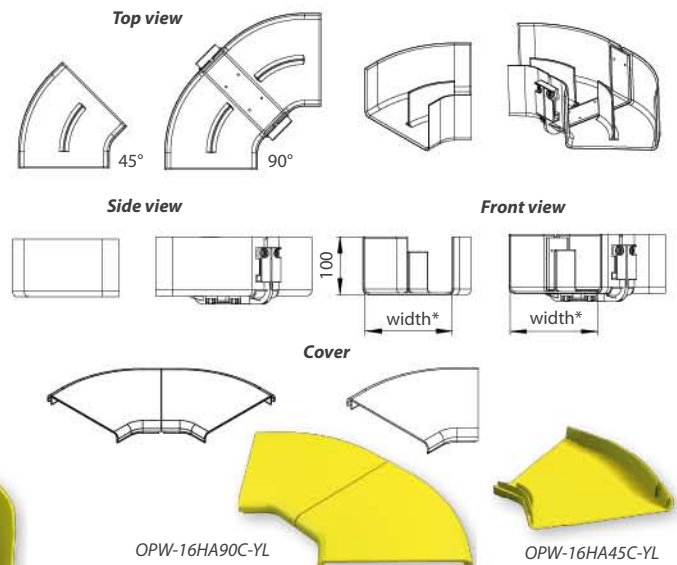 Top view
45°
90°
Side view
Front view
100
width*
width*
Cover
OPW-16HA90C-YL
OPW-16HA45C-YL